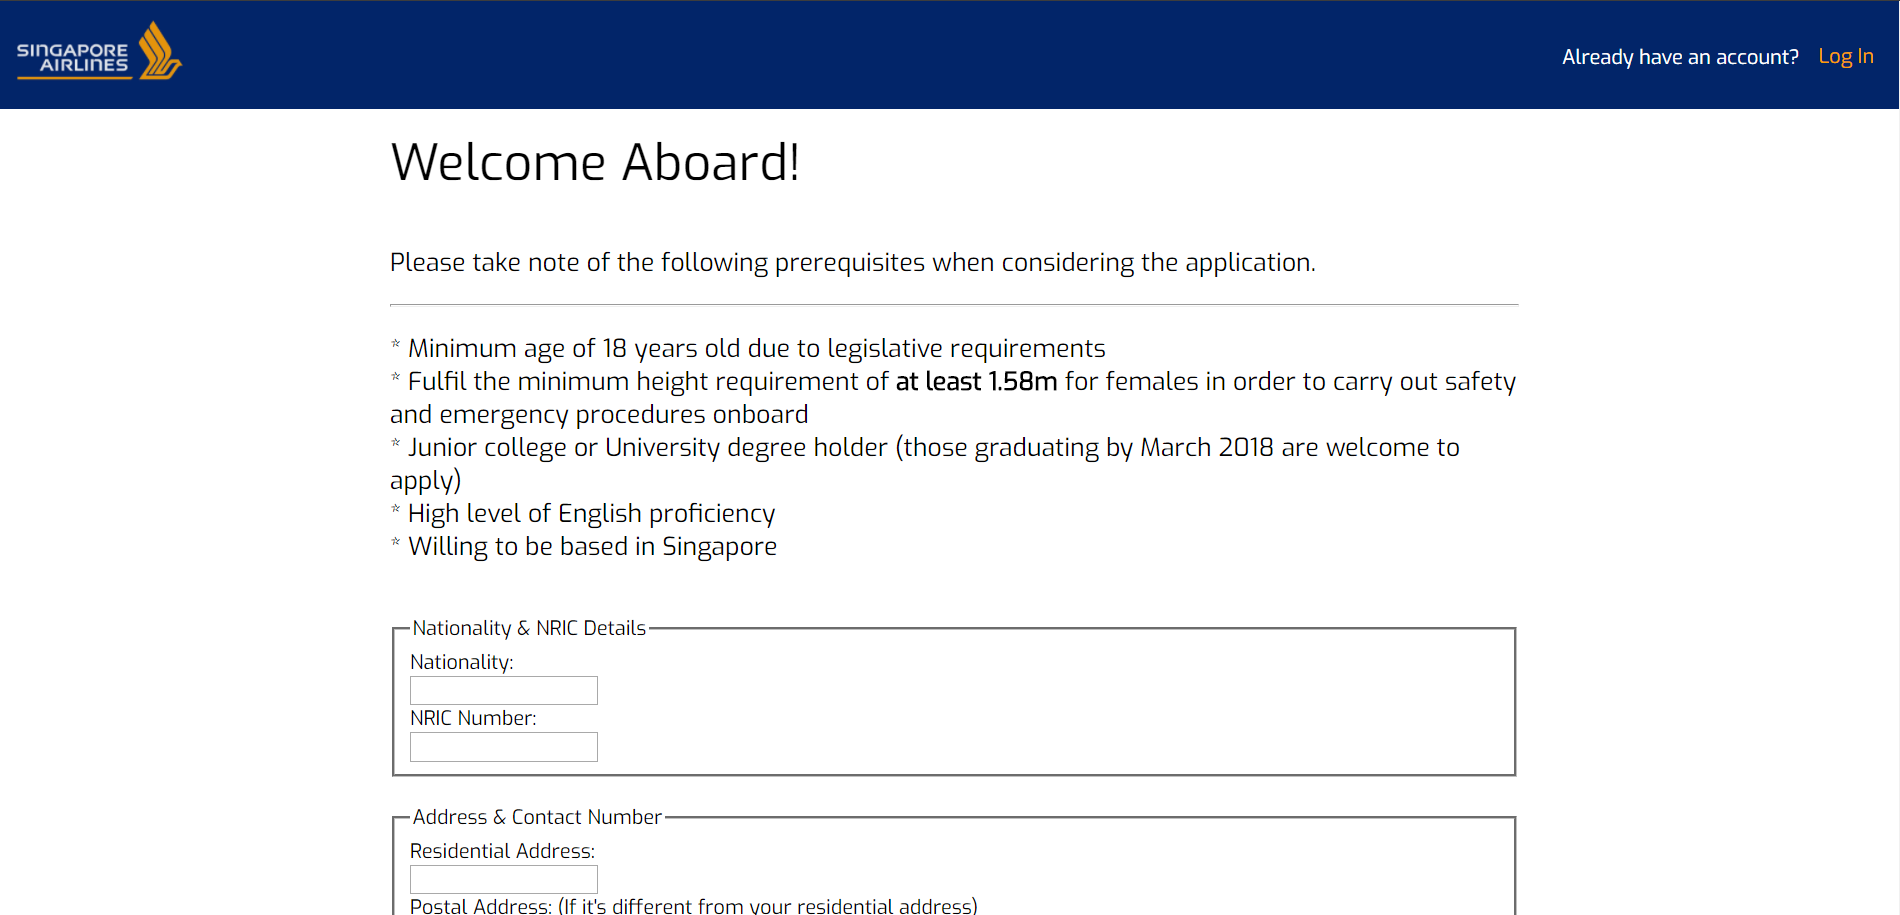 SINGAPORE
AIRLINES
Already have an account? Log In
Welcome Aboard!
Please take note of the following prerequisites when considering the application.
* Minimum age of 18 years old due to legislative requirements
* Fulfil the minimum height requirement of at least 1.58m for females in order to carry out safety
and emergency procedures onboard
* Junior college or University degree holder (those graduating by March 2018 are welcome to
apply)
* High level of English proficiency
* Willing to be based in Singapore
Nationality & NRIC Details
Nationality:
NRIC Number:
Address & Contact Number
Residential Address:
Postal Address: (If it's different from your residential address)